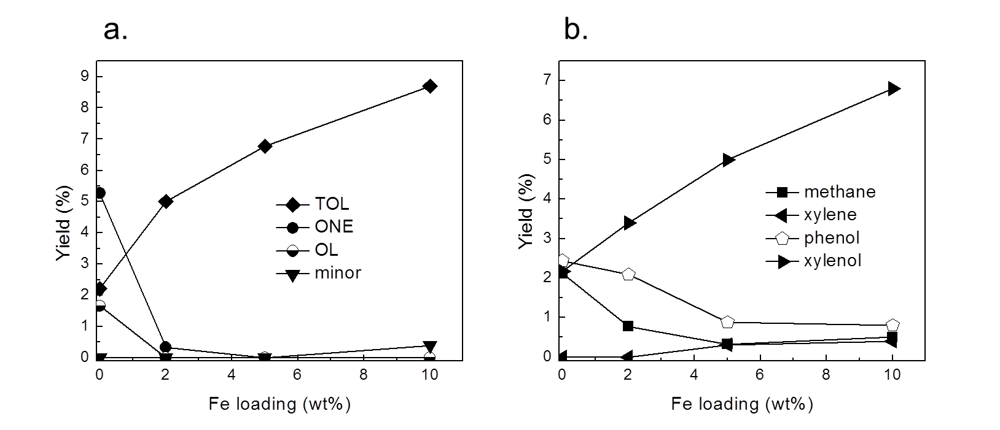 a.
9
8
7
6
5
4
3
2
1
0
Yield (%)
0 2 4 6 8 10
Fe loading (wt%)
TOL
ONE
OL
minor
b.
7
6
5
4
3
2
1
0
Yield (%)
0 2 4 6 8 10
Fe loading (wt%)
methane
xylene
phenol
xylenol